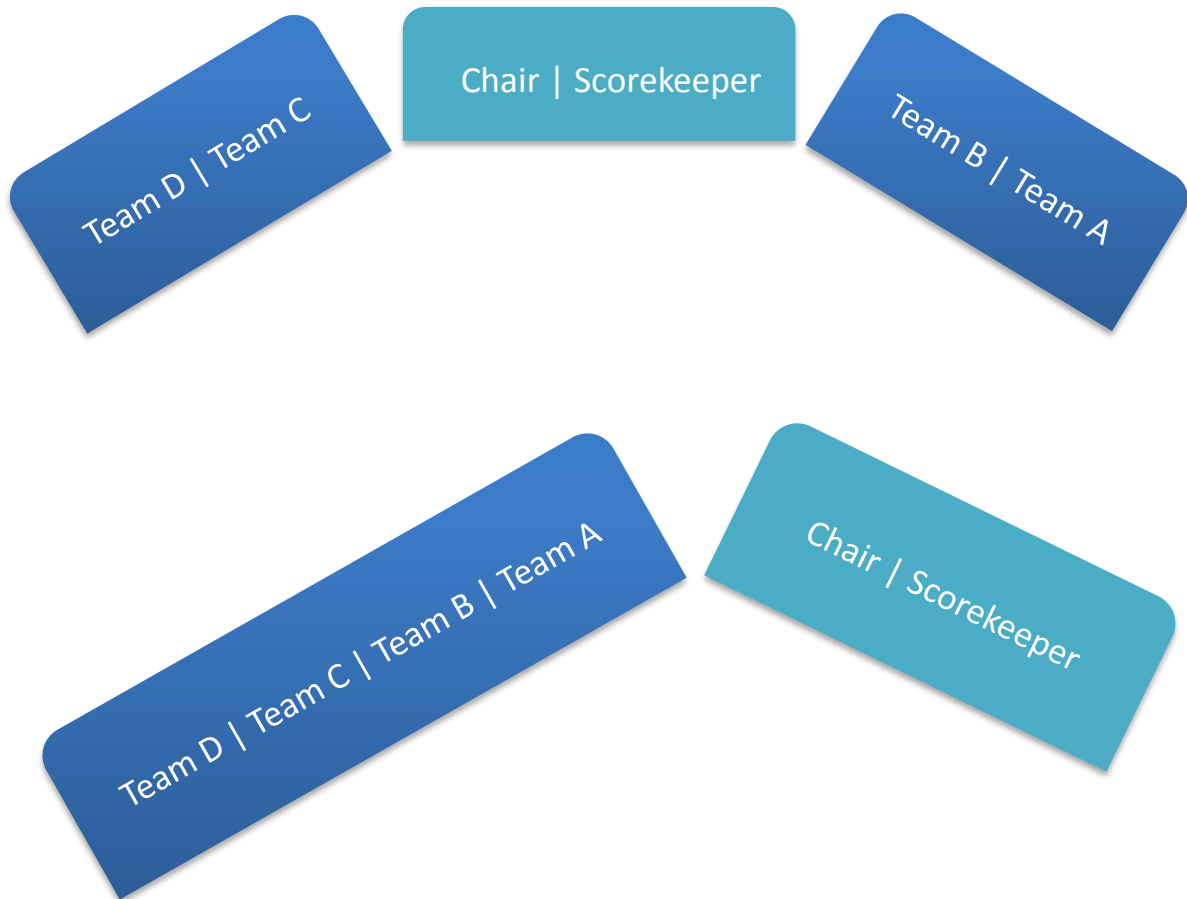 Team D | Team C
Chair | Scorekeeper
Team B | Team A
Team D | Team C | Team B | Team A
Chair | Scorekeeper